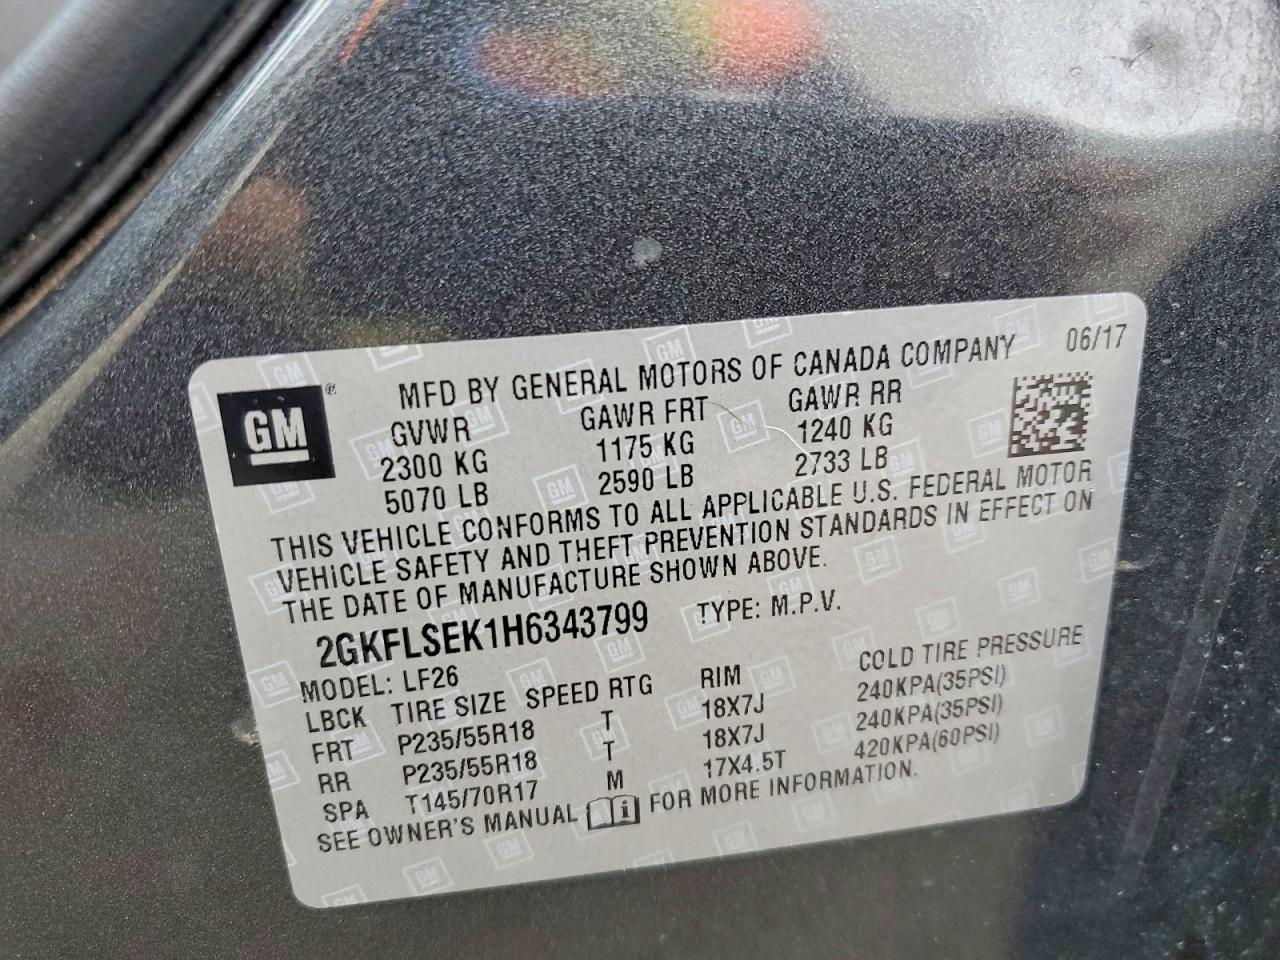 GM ®
MFD BY GENERAL MOTORS OF CANADA COMPANY 06/17
GVWR GAWR FRT GAWR RR
2300 KG 1175 KG 1240 KG
5070 LB 2590 LB 2733 LB
THIS VEHICLE CONFORMS TO ALL APPLICABLE U.S. FEDERAL MOTOR
VEHICLE SAFETY AND THEFT PREVENTION STANDARDS IN EFFECT ON
THE DATE OF MANUFACTURE SHOWN ABOVE.
2GKFLSEK1H6343799 TYPE: M.P.V.
MODEL: LF26
LBCK TIRE SIZE SPEED RTG RIM COLD TIRE PRESSURE
FRT P235/55R18 T 18X7J 240KPA(35PSI)
RR P235/55R18 T 18X7J 240KPA(35PSI)
SPA T145/70R17 M 17X4.5T 420KPA(60PSI)
SEE OWNER'S MANUAL FOR MORE INFORMATION.